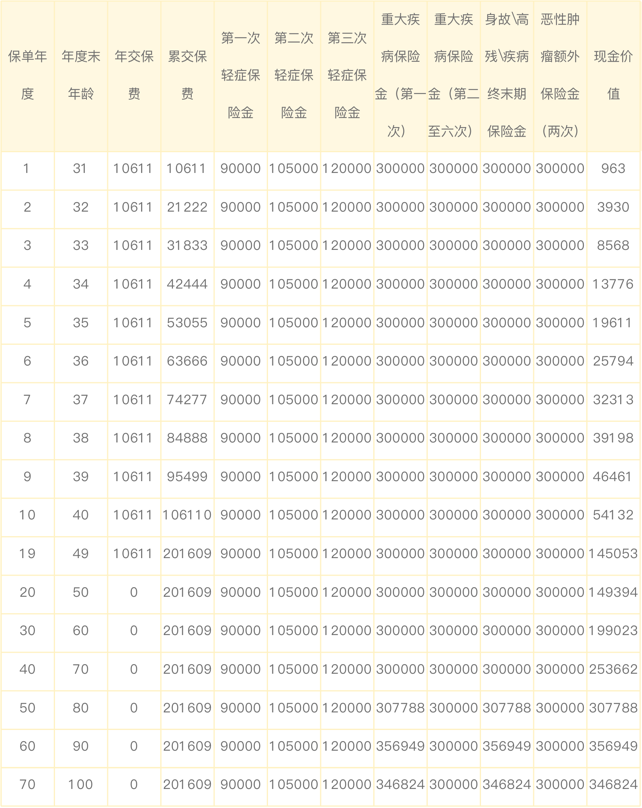 保单年度 年度末年龄 年交保费 累交保费 第一次轻症保险金 第二次轻症保险金 第三次轻症保险金 重大疾病保险金（第一次） 重大疾病保险金（第二至六次） 身故\高残\疾病终末期保险金 恶性肿瘤额外保险金（两次） 现金价值
1 31 10611 10611 90000 105000 120000 300000 300000 300000 300000 963
2 32 10611 21222 90000 105000 120000 300000 300000 300000 300000 3930
3 33 10611 31833 90000 105000 120000 300000 300000 300000 300000 8568
4 34 10611 42444 90000 105000 120000 300000 300000 300000 300000 13776
5 35 10611 53055 90000 105000 120000 300000 300000 300000 300000 19611
6 36 10611 63666 90000 105000 120000 300000 300000 300000 300000 25794
7 37 10611 74277 90000 105000 120000 300000 300000 300000 300000 32313
8 38 10611 84888 90000 105000 120000 300000 300000 300000 300000 39198
9 39 10611 95499 90000 105000 120000 300000 300000 300000 300000 46461
10 40 10611 106110 90000 105000 120000 300000 300000 300000 300000 54132
19 49 10611 201609 90000 105000 120000 300000 300000 300000 300000 145053
20 50 0 201609 90000 105000 120000 300000 300000 300000 300000 149394
30 60 0 201609 90000 105000 120000 300000 300000 300000 300000 199023
40 70 0 201609 90000 105000 120000 300000 300000 300000 300000 253662
50 80 0 201609 90000 105000 120000 307788 300000 307788 300000 307788
60 90 0 201609 90000 105000 120000 356949 300000 356949 300000 356949
70 100 0 201609 90000 105000 120000 346824 300000 346824 300000 346824